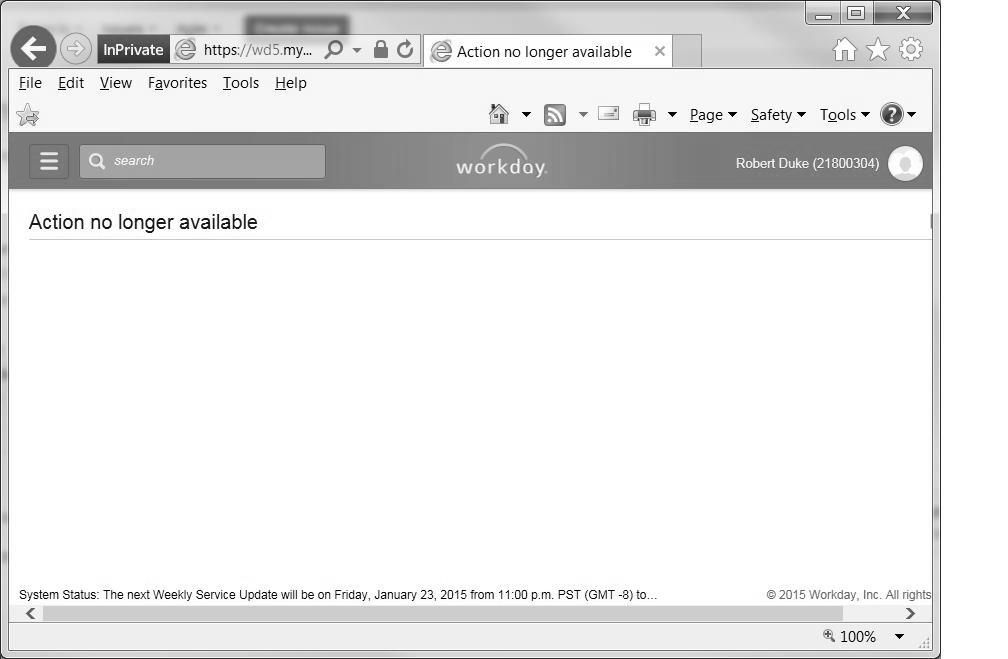 InPrivate https://wd5.my... Action no longer available
File Edit View Favorites Tools Help
Page Safety Tools
search workday. Robert Duke (21800304)
Action no longer available
System Status: The next Weekly Service Update will be on Friday, January 23, 2015 from 11:00 p.m. PST (GMT -8) to... © 2015 Workday, Inc. All rights
100%